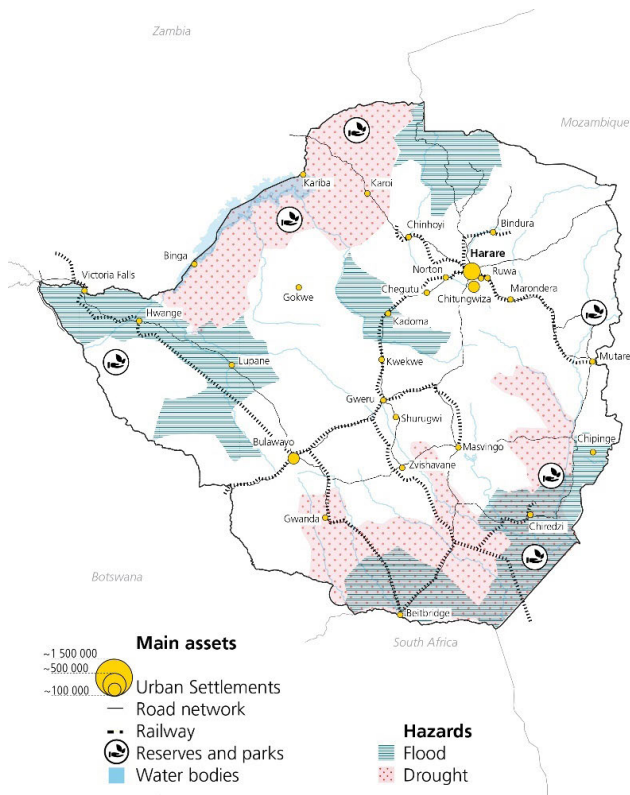 Zambia
Mozambique
Kariba
Karoi
Chinhoyi
Bindura
Harare
Binga
Norton
Ruwa
Victoria Falls
Chegutu
Chitungwiza
Marondera
Gokwe
Hwange
Kadoma
Mutare
Lupane
Kwekwe
Gweru
Shurugwi
Bulawayo
Masvingo
Chipinge
Zvishavane
Gwanda
Chiredzi
Botswana
Beitbridge
South Africa
Main assets
~1 500 000
~500 000
~100 000
Urban Settlements
Road network
Railway
Reserves and parks
Water bodies
Hazards
Flood
Drought